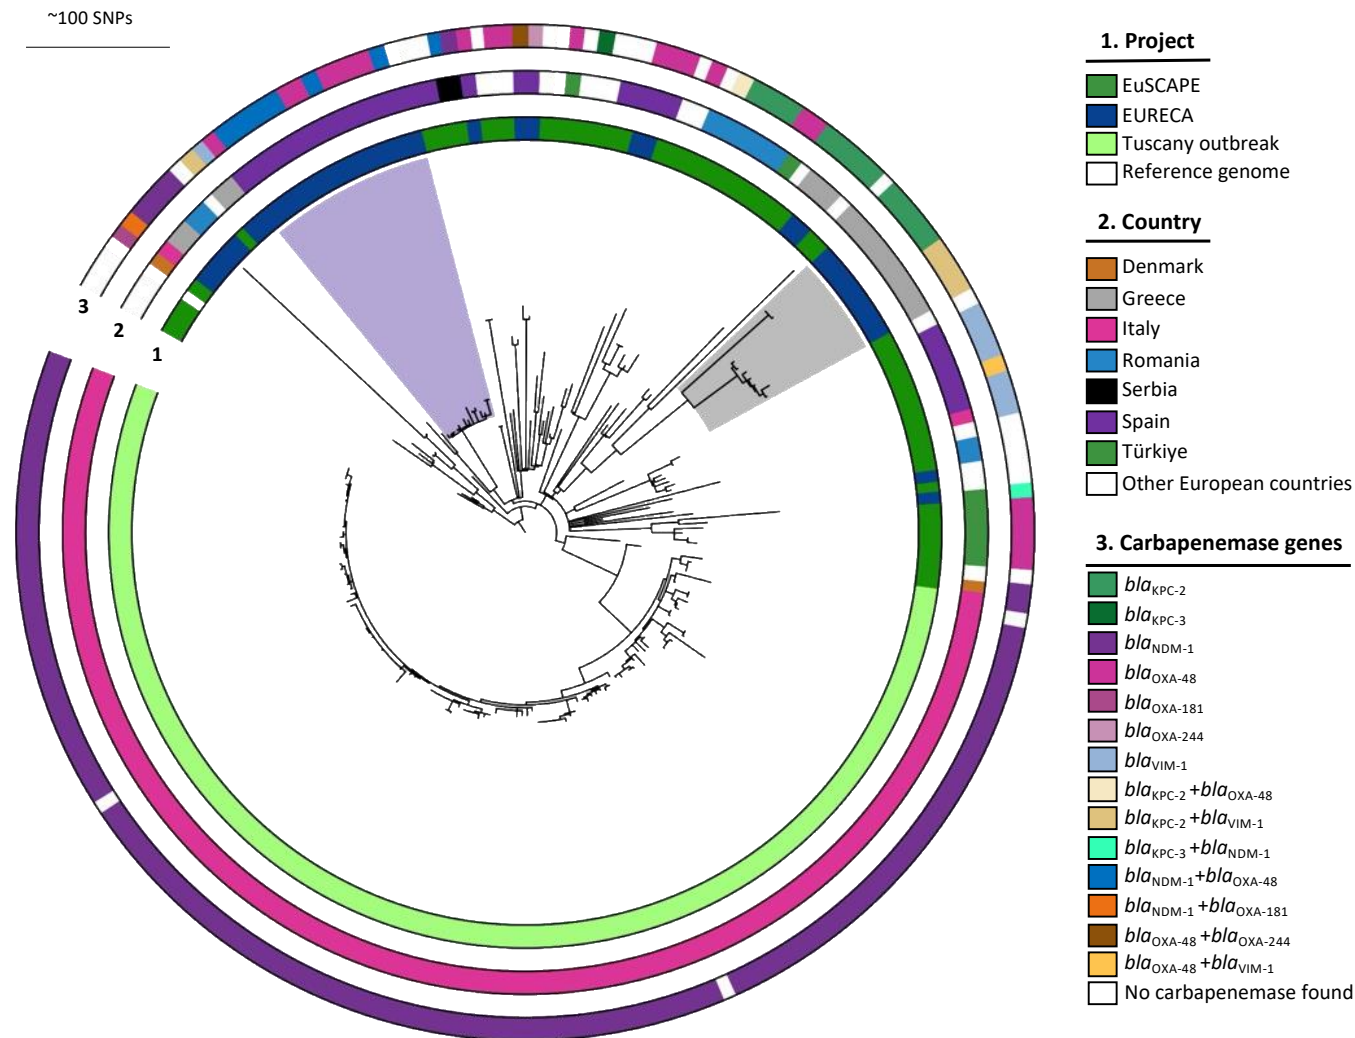 ~100 SNPs
3
2
1
1. Project
EuSCAPE
EURECA
Tuscany outbreak
Reference genome
2. Country
Denmark
Greece
Italy
Romania
Serbia
Spain
Türkiye
Other European countries
3. Carbapenemase genes
blaKPC-2
blaKPC-3
blaNDM-1
blaOXA-48
blaOXA-181
blaOXA-244
blaVIM-1
blaKPC-2 +blaOXA-48
blaKPC-2 +blaVIM-1
blaKPC-3 +blaNDM-1
blaNDM-1+blaOXA-48
blaNDM-1 +blaOXA-181
blaOXA-48 +blaOXA-244
blaOXA-48 +blaVIM-1
No carbapenemase found